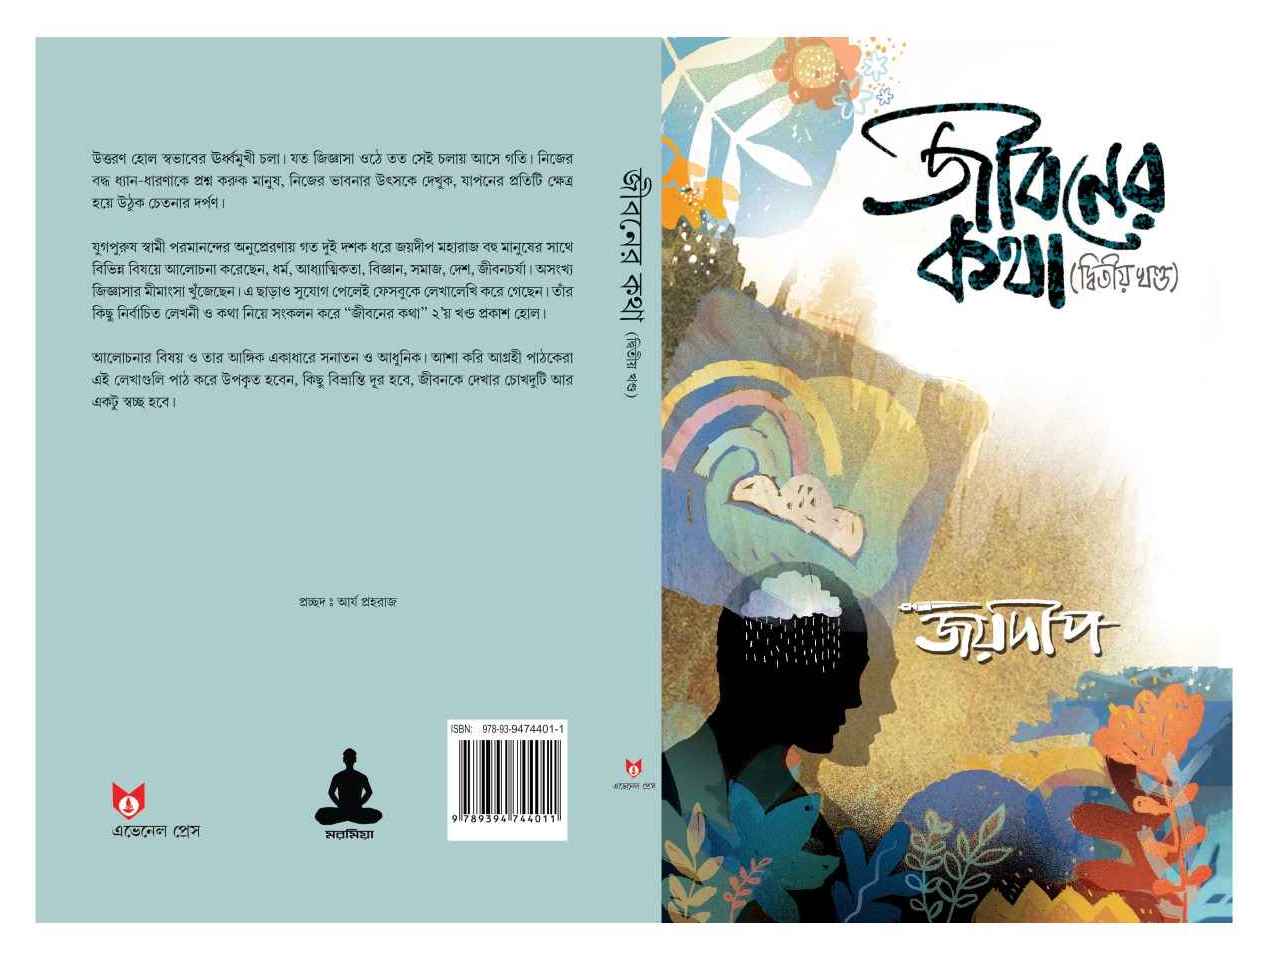 উত্তরণ হোল স্বভাবের ঊর্ধ্বমুখী চলা। যত জিজ্ঞাসা ওঠে তত সেই চলায় আসে গতি। নিজের
বদ্ধ ধ্যান-ধারণাকে প্রশ্ন করুক মানুষ, নিজের ভাবনার উৎসকে দেখুক, যাপনের প্রতিটি ক্ষেত্র
হয়ে উঠুক চেতনার দর্পণ।
যুগপুরুষ স্বামী পরমানন্দের অনুপ্রেরণায় গত দুই দশক ধরে জয়দীপ মহারাজ বহু মানুষের সাথে
বিভিন্ন বিষয়ে আলোচনা করেছেন, ধর্ম, আধ্যাত্মিকতা, বিজ্ঞান, সমাজ, দেশ, জীবনচর্যা। অসংখ্য
জিজ্ঞাসার মীমাংসা খুঁজেছেন। এ ছাড়াও সুযোগ পেলেই ফেসবুকে লেখালেখি করে গেছেন। তাঁর
কিছু নির্বাচিত লেখনী ও কথা নিয়ে সংকলন করে “জীবনের কথা” ২'য় খণ্ড প্রকাশ হোল।
আলোচনার বিষয় ও তার আঙ্গিক একাধারে সনাতন ও আধুনিক। আশা করি আগ্রহী পাঠকেরা
এই লেখাগুলি পাঠ করে উপকৃত হবেন, কিছু বিভ্রান্তি দূর হবে, জীবনকে দেখার চোখদুটি আর
একটু স্বচ্ছ হবে।
প্রচ্ছদ : আর্য প্রহরাজ
এভেনেল প্রেস
মরমিয়া
ISBN: 978-93-9474401-1
9 789394 744011
জীবনের কথা (দ্বিতীয় খণ্ড)
এভেনেল প্রেস
জীবনের
কথা (দ্বিতীয় খণ্ড)
জয়দীপ